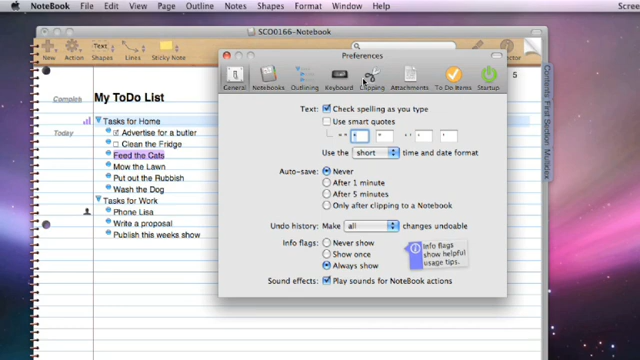 NoteBook File Edit View Page Outline Notes Shapes Format Window Help
SCO0166–Notebook
Text
New Action Shapes Lines Sticky Note
Preferences
General Notebooks Outlining Keyboard Clipping Attachments To Do Items Startup
5
Contents First Section Multidex
Complete
My ToDo List
Today
Tasks for Home
Advertise for a butler
Clean the Fridge
Feed the Cats
Mow the Lawn
Put out the Rubbish
Wash the Dog
Tasks for Work
Phone Lisa
Write a proposal
Publish this weeks show
Text: Check spelling as you type
Use smart quotes
Use the short time and date format
Auto-save: Never
After 1 minute
After 5 minutes
Only after clipping to a Notebook
Undo history: Make all changes undoable
Info flags: Never show
Show once
Always show
Info flags
show helpful
usage tips.
Sound effects: Play sounds for NoteBook actions